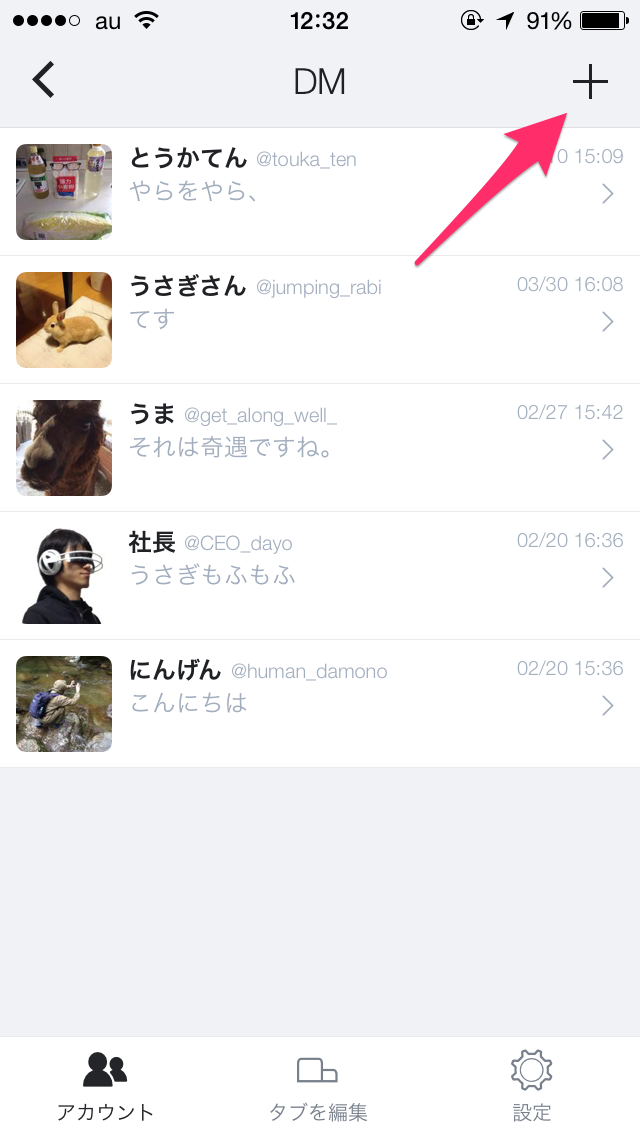 au 12:32 91%
DM
とうかてん @touka_ten 0 15:09
やらをやら、
うさぎさん @jumping_rabi 03/30 16:08
てす
うま @get_along_well_ 02/27 15:42
それは奇遇ですね。
社長 @CEO_dayo 02/20 16:36
うさぎもふもふ
にんげん @human_damono 02/20 15:36
こんにちは
アカウント タブを編集 設定